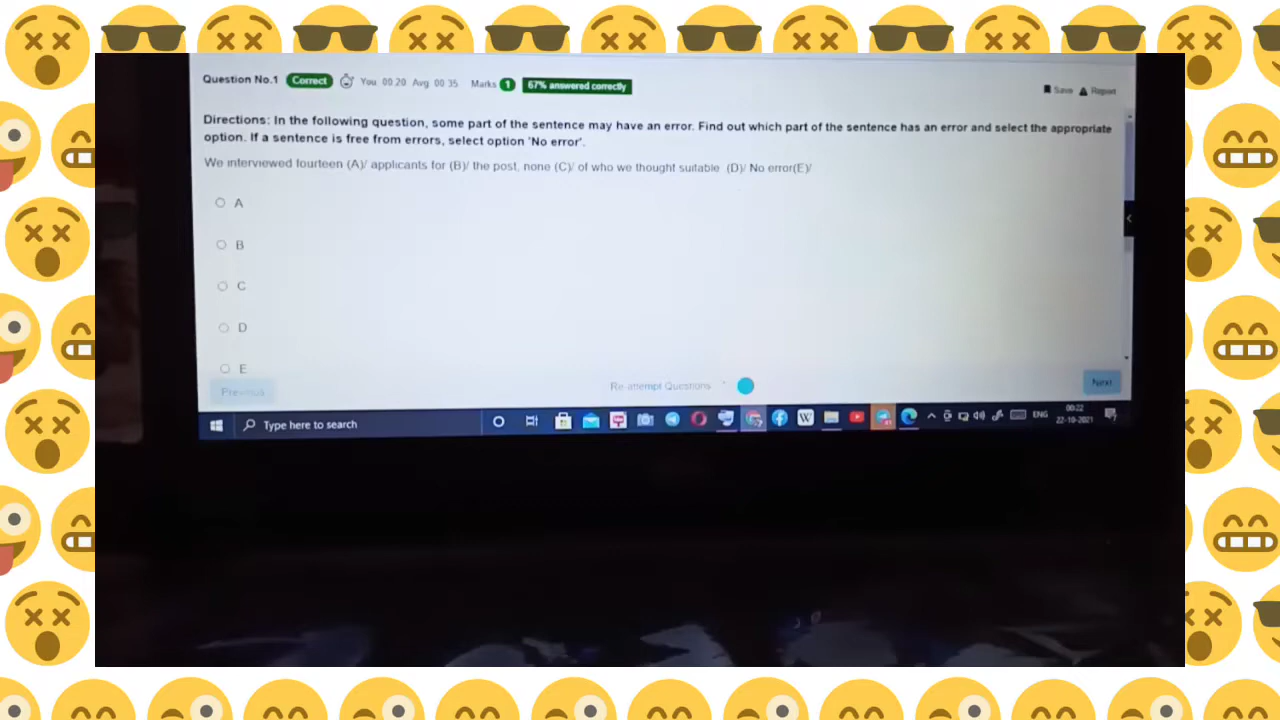 Question No.1 Correct You 00:20 Avg 00:35 Marks 1 67% answered correctly Save Report
Directions: In the following question, some part of the sentence may have an error. Find out which part of the sentence has an error and select the appropriate
option. If a sentence is free from errors, select option 'No error'.
We interviewed fourteen (A)/ applicants for (B)/ the post, none (C)/ of who we thought suitable. (D)/ No error(E)/
A
B
C
D
E
Previous Re-attempt Questions Next
Type here to search W ENG 00:22
22-10-2021